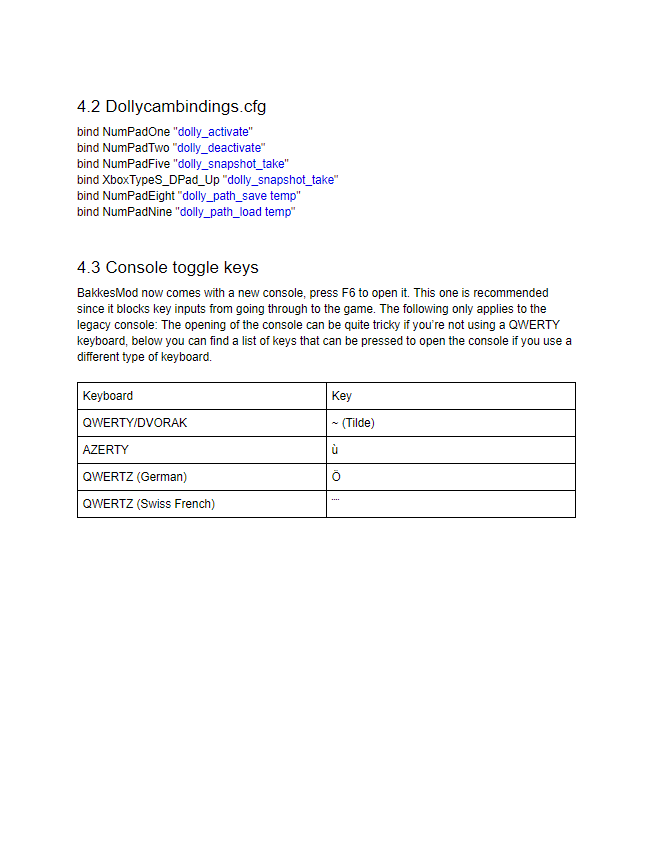 4.2 Dollycambindings.cfg
bind NumPadOne "dolly_activate"
bind NumPadTwo "dolly_deactivate"
bind NumPadFive "dolly_snapshot_take"
bind XboxTypeS_DPad_Up "dolly_snapshot_take"
bind NumPadEight "dolly_path_save temp"
bind NumPadNine "dolly_path_load temp"
4.3 Console toggle keys
BakkesMod now comes with a new console, press F6 to open it. This one is recommended
since it blocks key inputs from going through to the game. The following only applies to the
legacy console: The opening of the console can be quite tricky if you’re not using a QWERTY
keyboard, below you can find a list of keys that can be pressed to open the console if you use a
different type of keyboard.
Keyboard Key
QWERTY/DVORAK ~ (Tilde)
AZERTY ù
QWERTZ (German) Ö
QWERTZ (Swiss French) ¨¨